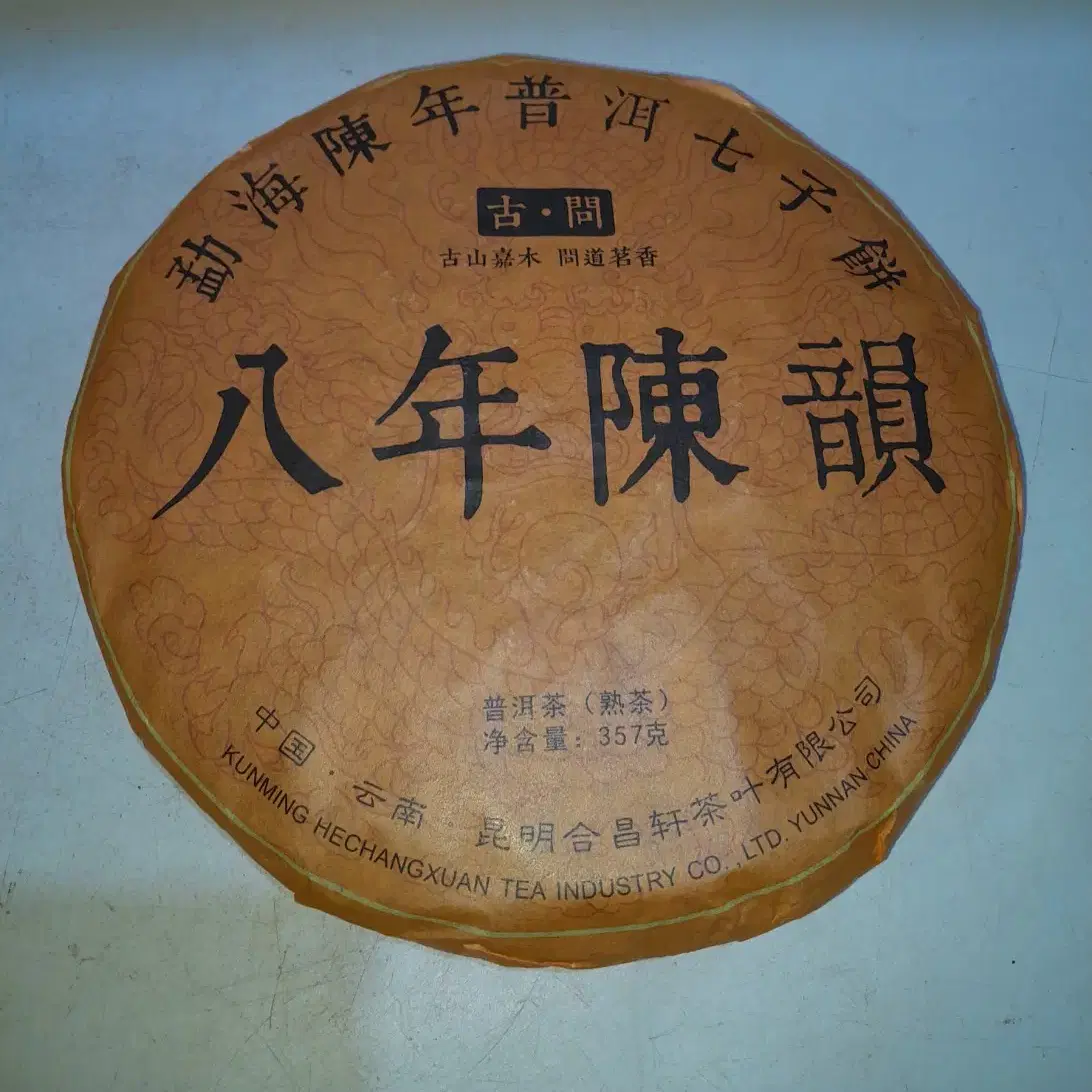 勐海陳年普洱七子餅
古·問
古山嘉木 問道茗香
八年陳韻
普洱茶（熟茶）
净含量：357克
中国·云南·昆明合昌轩茶叶有限公司
KUNMING HECHANGXUAN TEA INDUSTRY CO.,LTD. YUNNAN CHINA